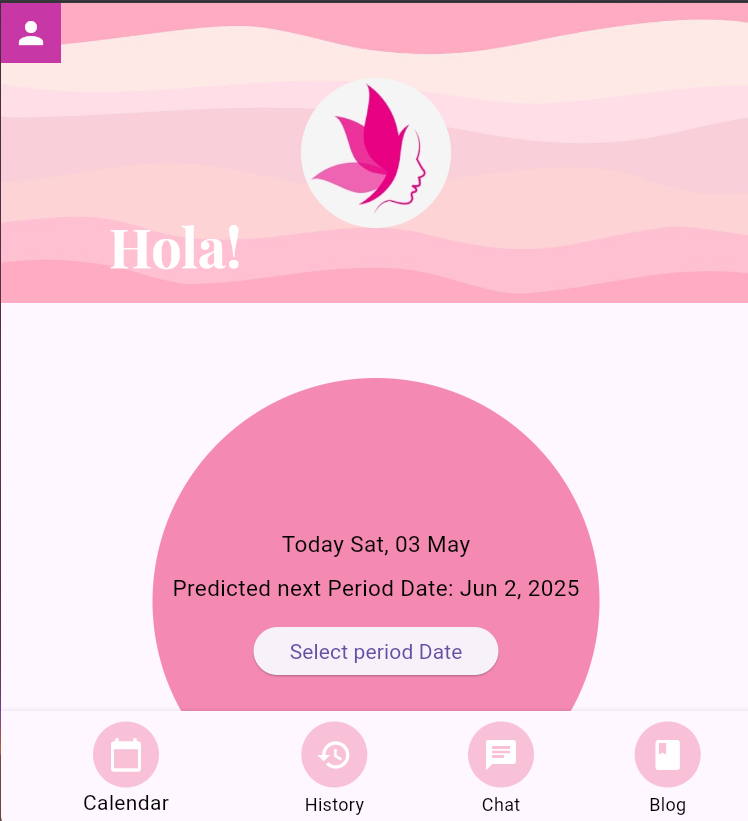 Hola!
Today Sat, 03 May
Predicted next Period Date: Jun 2, 2025
Select period Date
Calendar
History
Chat
Blog